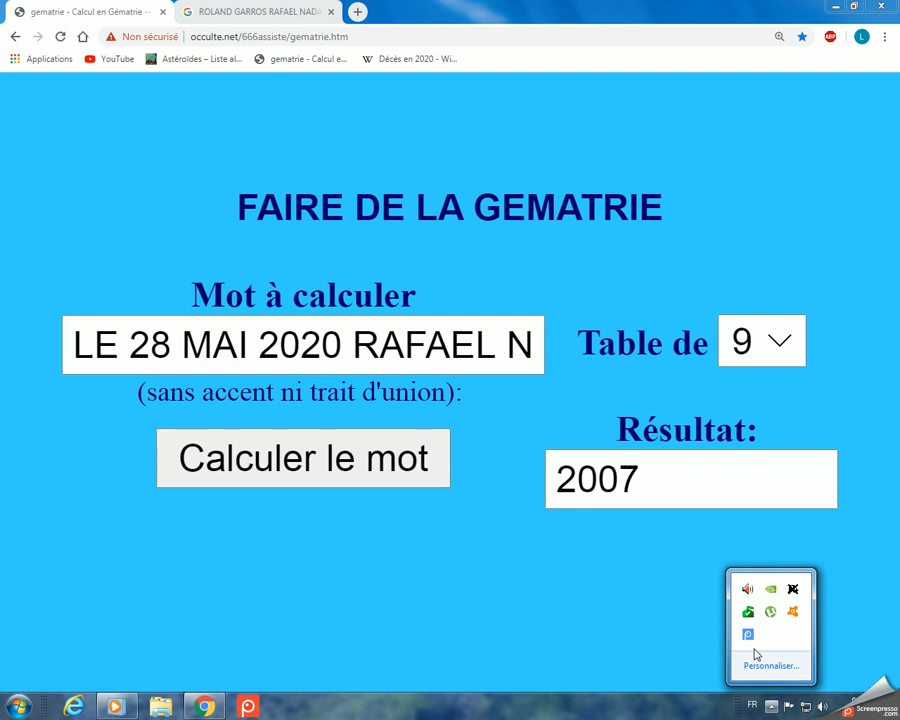 gematrie - Calcul en Gématrie --
ROLAND GARROS RAFAEL NADA
Non sécurisé
occulte.net/666assiste/gematrie.htm
ABP
L
Applications
YouTube
Astéroïdes – Liste al...
gematrie - Calcul e...
W
Décès en 2020 - Wi...
FAIRE DE LA GEMATRIE
Mot à calculer
LE 28 MAI 2020 RAFAEL N
(sans accent ni trait d'union):
Calculer le mot
Table de
9
Résultat:
2007
Personnaliser...
FR
Screenpresso
.com